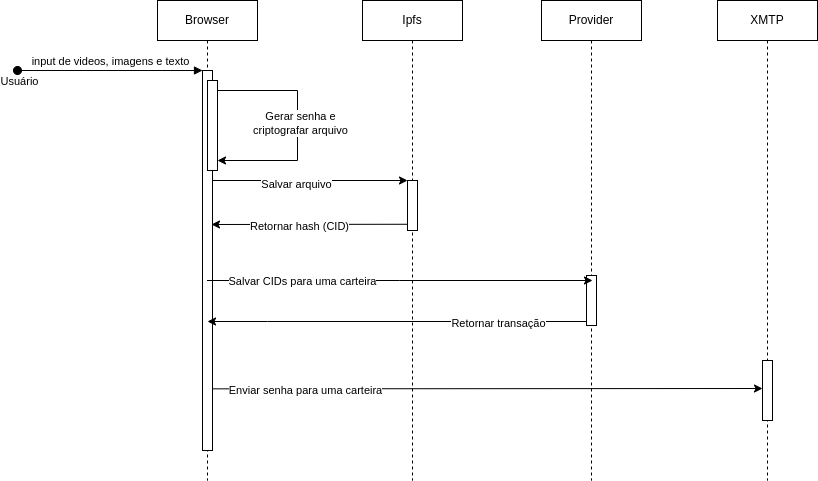 Browser
Ipfs
Provider
XMTP
input de videos, imagens e texto
Usuário
Gerar senha e
criptografar arquivo
Salvar arquivo
Retornar hash (CID)
Salvar CIDs para uma carteira
Retornar transação
Enviar senha para uma carteira